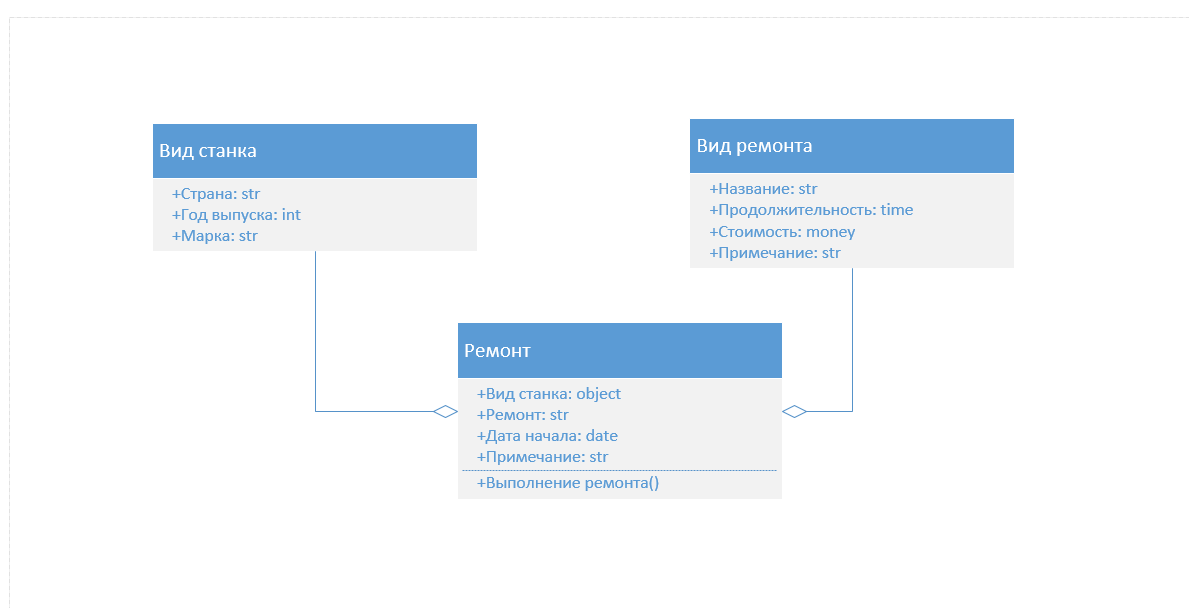 Вид станка
+Страна: str
+Год выпуска: int
+Марка: str
Вид ремонта
+Название: str
+Продолжительность: time
+Стоимость: money
+Примечание: str
Ремонт
+Вид станка: object
+Ремонт: str
+Дата начала: date
+Примечание: str
+Выполнение ремонта()